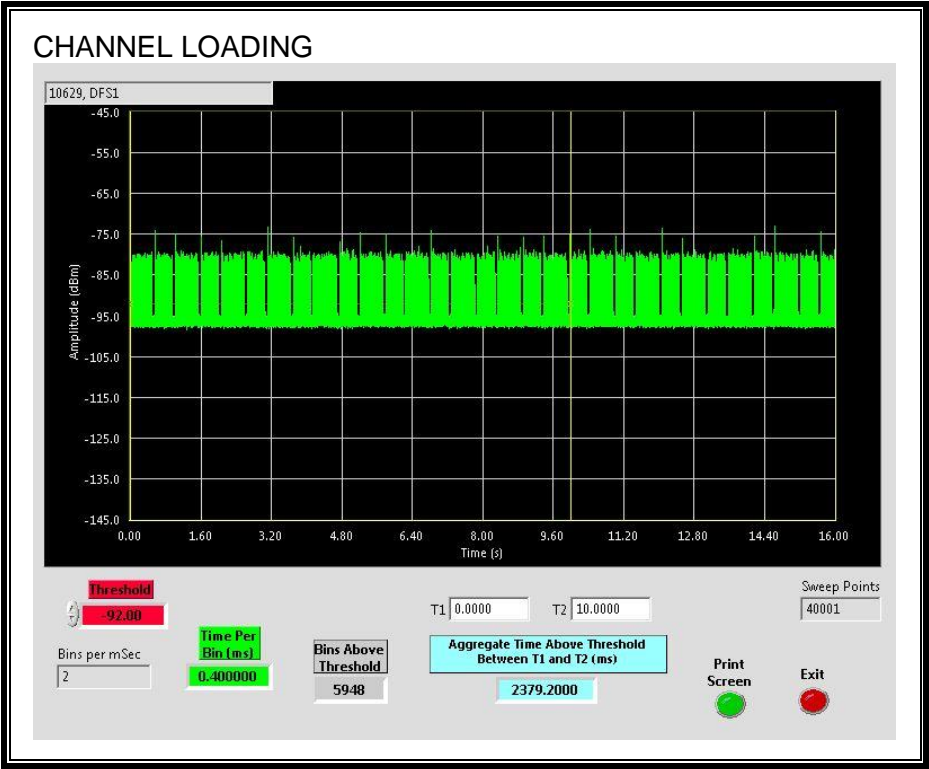 CHANNEL LOADING
10629, DFS1
-45.0
-55.0
-65.0
-75.0
-85.0
-95.0
-105.0
-115.0
-125.0
-135.0
-145.0
Amplitude (dBm)
0.00 1.60 3.20 4.80 6.40 8.00 9.60 11.20 12.80 14.40 16.00
Time (s)
Threshold
-92.00
Bins per mSec
2
Time Per
Bin (ms)
0.400000
Bins Above
Threshold
5948
T1 0.0000 T2 10.0000
Aggregate Time Above Threshold
Between T1 and T2 (ms)
2379.2000
Sweep Points
40001
Print
Screen
Exit